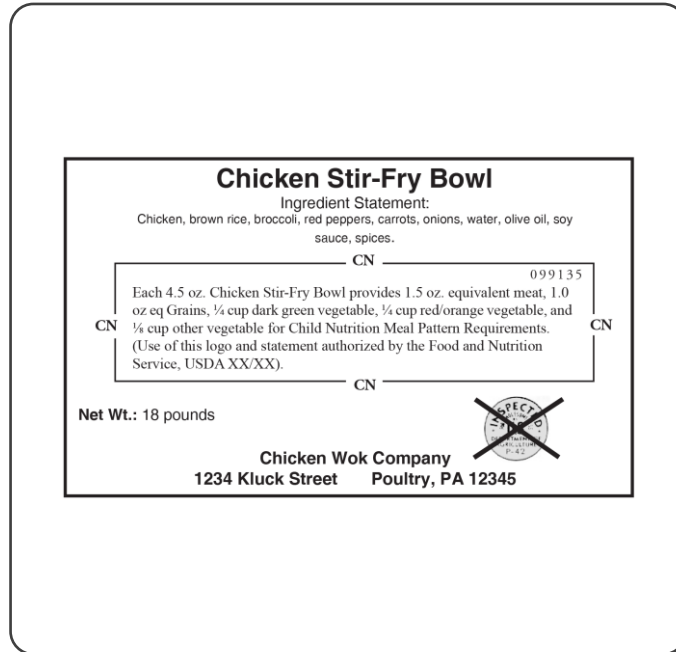 Chicken Stir-Fry Bowl
Ingredient Statement:
Chicken, brown rice, broccoli, red peppers, carrots, onions, water, olive oil, soy
sauce, spices.
CN
099135
Each 4.5 oz. Chicken Stir-Fry Bowl provides 1.5 oz. equivalent meat, 1.0
oz eq Grains, ¼ cup dark green vegetable, ¼ cup red/orange vegetable, and
CN ⅛ cup other vegetable for Child Nutrition Meal Pattern Requirements. CN
(Use of this logo and statement authorized by the Food and Nutrition
Service, USDA XX/XX).
CN
Net Wt.: 18 pounds
INSPECTED
P-42
Chicken Wok Company
1234 Kluck Street Poultry, PA 12345